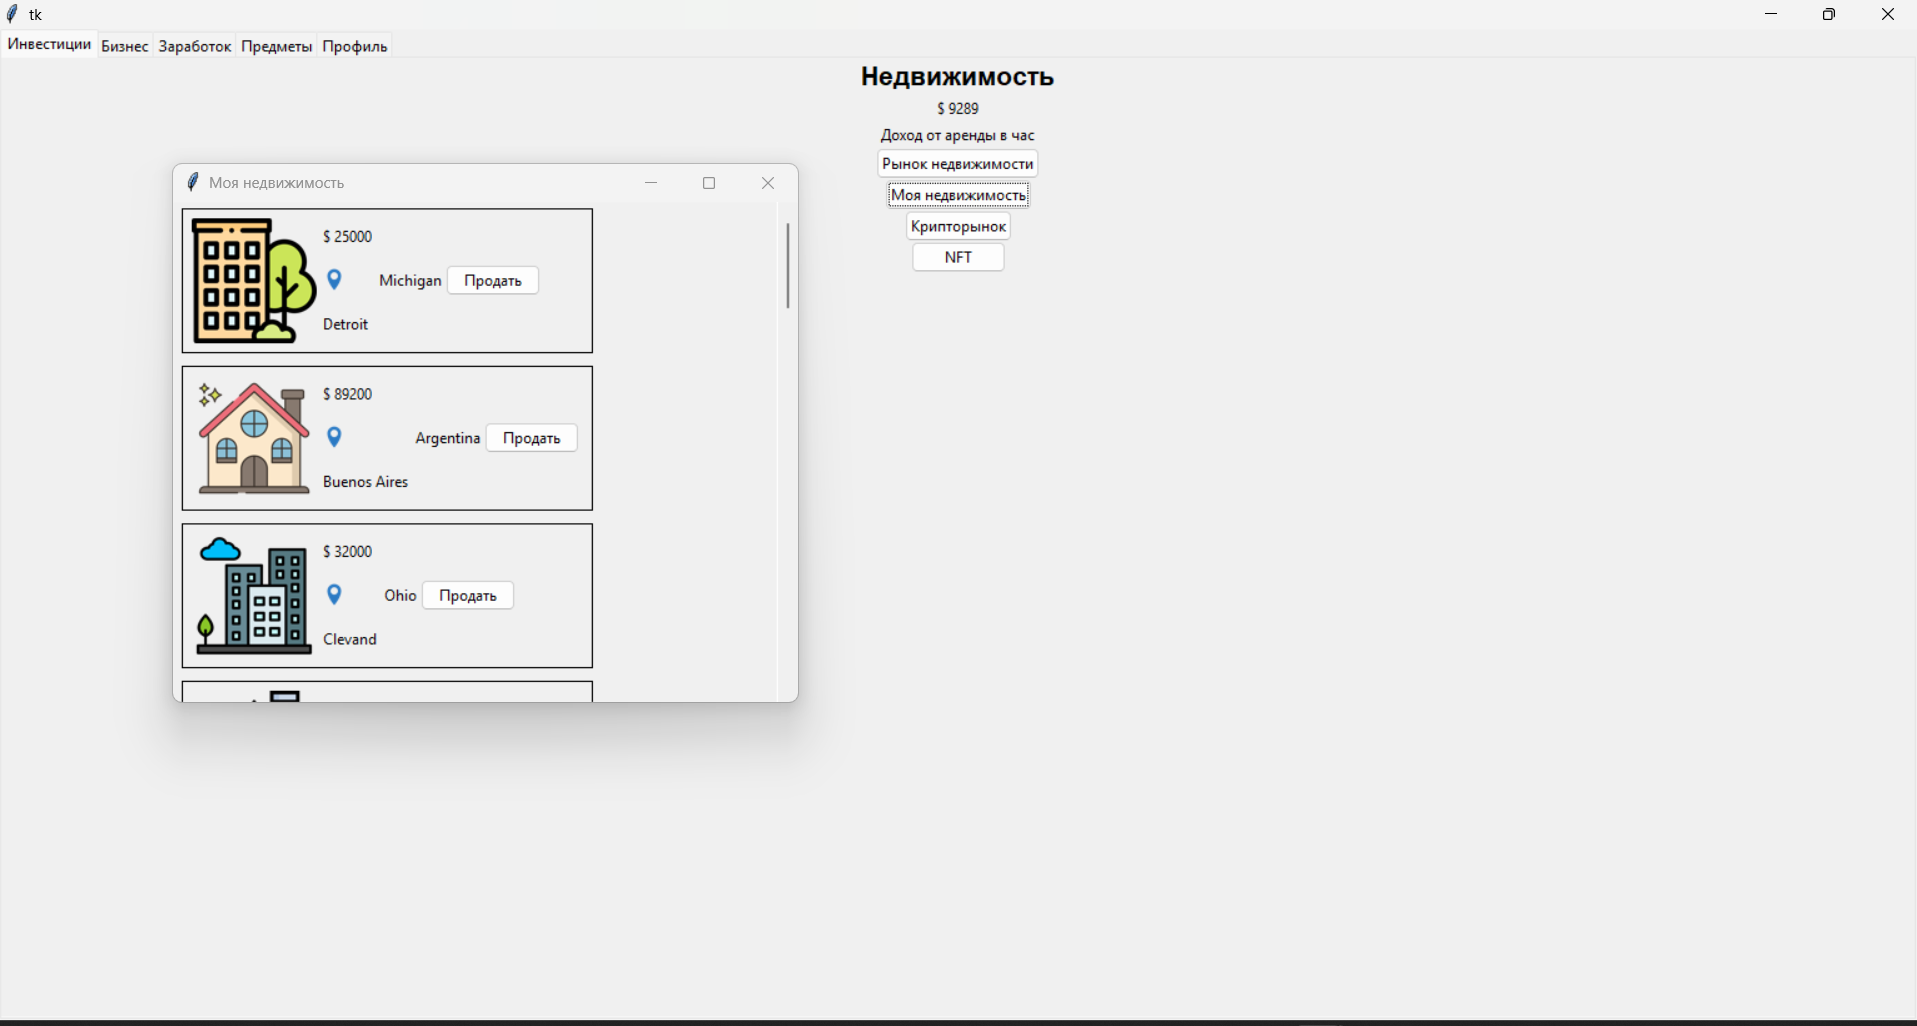 tk
Инвестиции Бизнес Заработок Предметы Профиль
Недвижимость
$ 9289
Доход от аренды в час
Рынок недвижимости
Моя недвижимость
Крипторынок
NFT
Моя недвижимость
$ 25000
Michigan Продать
Detroit
$ 89200
Argentina Продать
Buenos Aires
$ 32000
Ohio Продать
Clevand